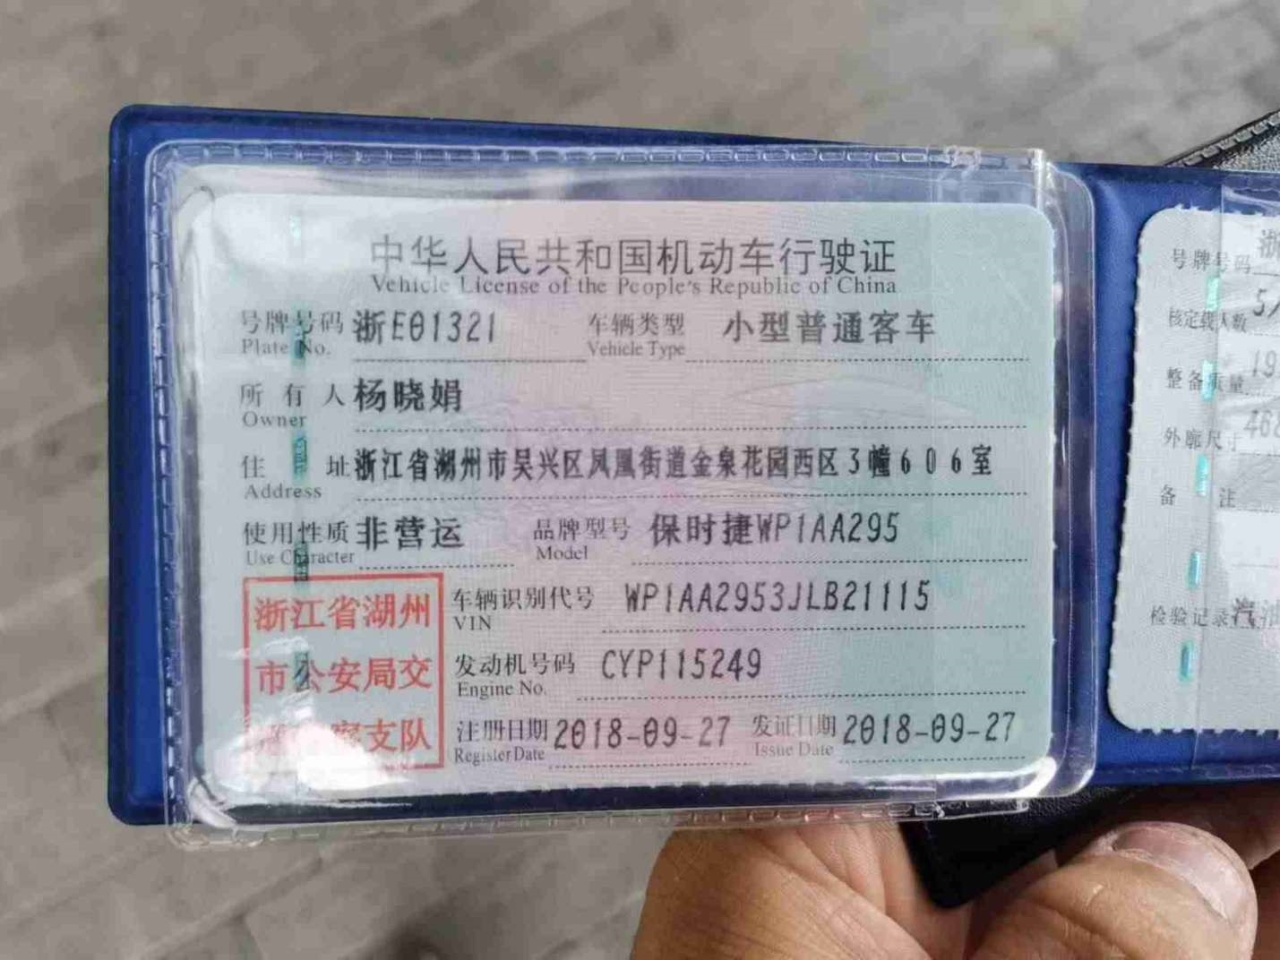 中华人民共和国机动车行驶证
Vehicle License of the People's Republic of China
号牌号码 浙E01321 车辆类型 小型普通客车
Plate No. Vehicle Type
所有人 杨晓娟
Owner
住址 浙江省湖州市吴兴区凤凰街道金泉花园西区3幢606室
Address
使用性质 非营运 品牌型号 保时捷WP1AA295
Use Character Model
浙江省湖州
市公安局交
支队
车辆识别代号 WP1AA2953JLB21115
VIN
发动机号码 CYP115249
Engine No.
注册日期 2018-09-27 发证日期 2018-09-27
Register Date Issue Date
号牌号码 浙
核定载人数 5
整备质量 19
外廓尺寸 46
备注
检验记录